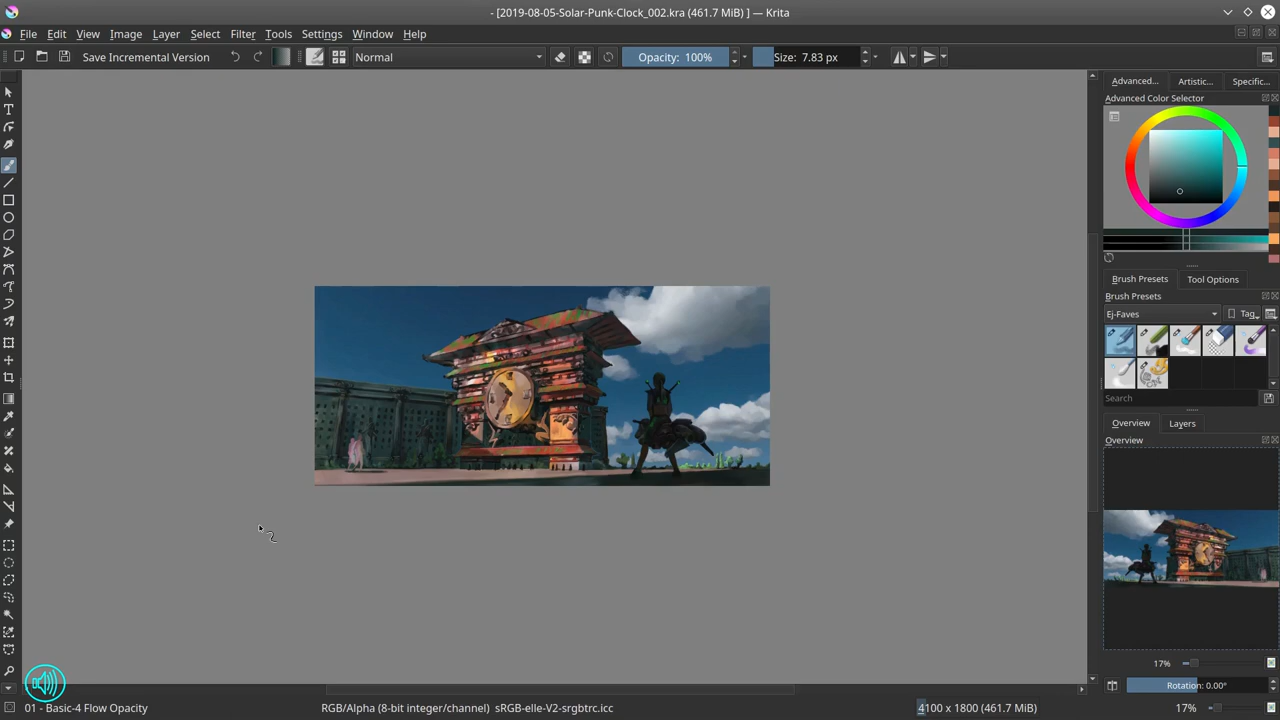 - [2019-08-05-Solar-Punk-Clock_002.kra (461.7 MiB) ] — Krita
File Edit View Image Layer Select Filter Tools Settings Window Help
Save Incremental Version Normal Opacity: 100% Size: 7.83 px
Advanced... Artistic... Specific...
Advanced Color Selector
Brush Presets Tool Options
Brush Presets
Ej-Faves Tag
Search
Overview Layers
Overview
17%
Rotation: 0.00°
01 - Basic-4 Flow Opacity RGB/Alpha (8-bit integer/channel) sRGB-elle-V2-srgbtrc.icc 4100 x 1800 (461.7 MiB) 17%